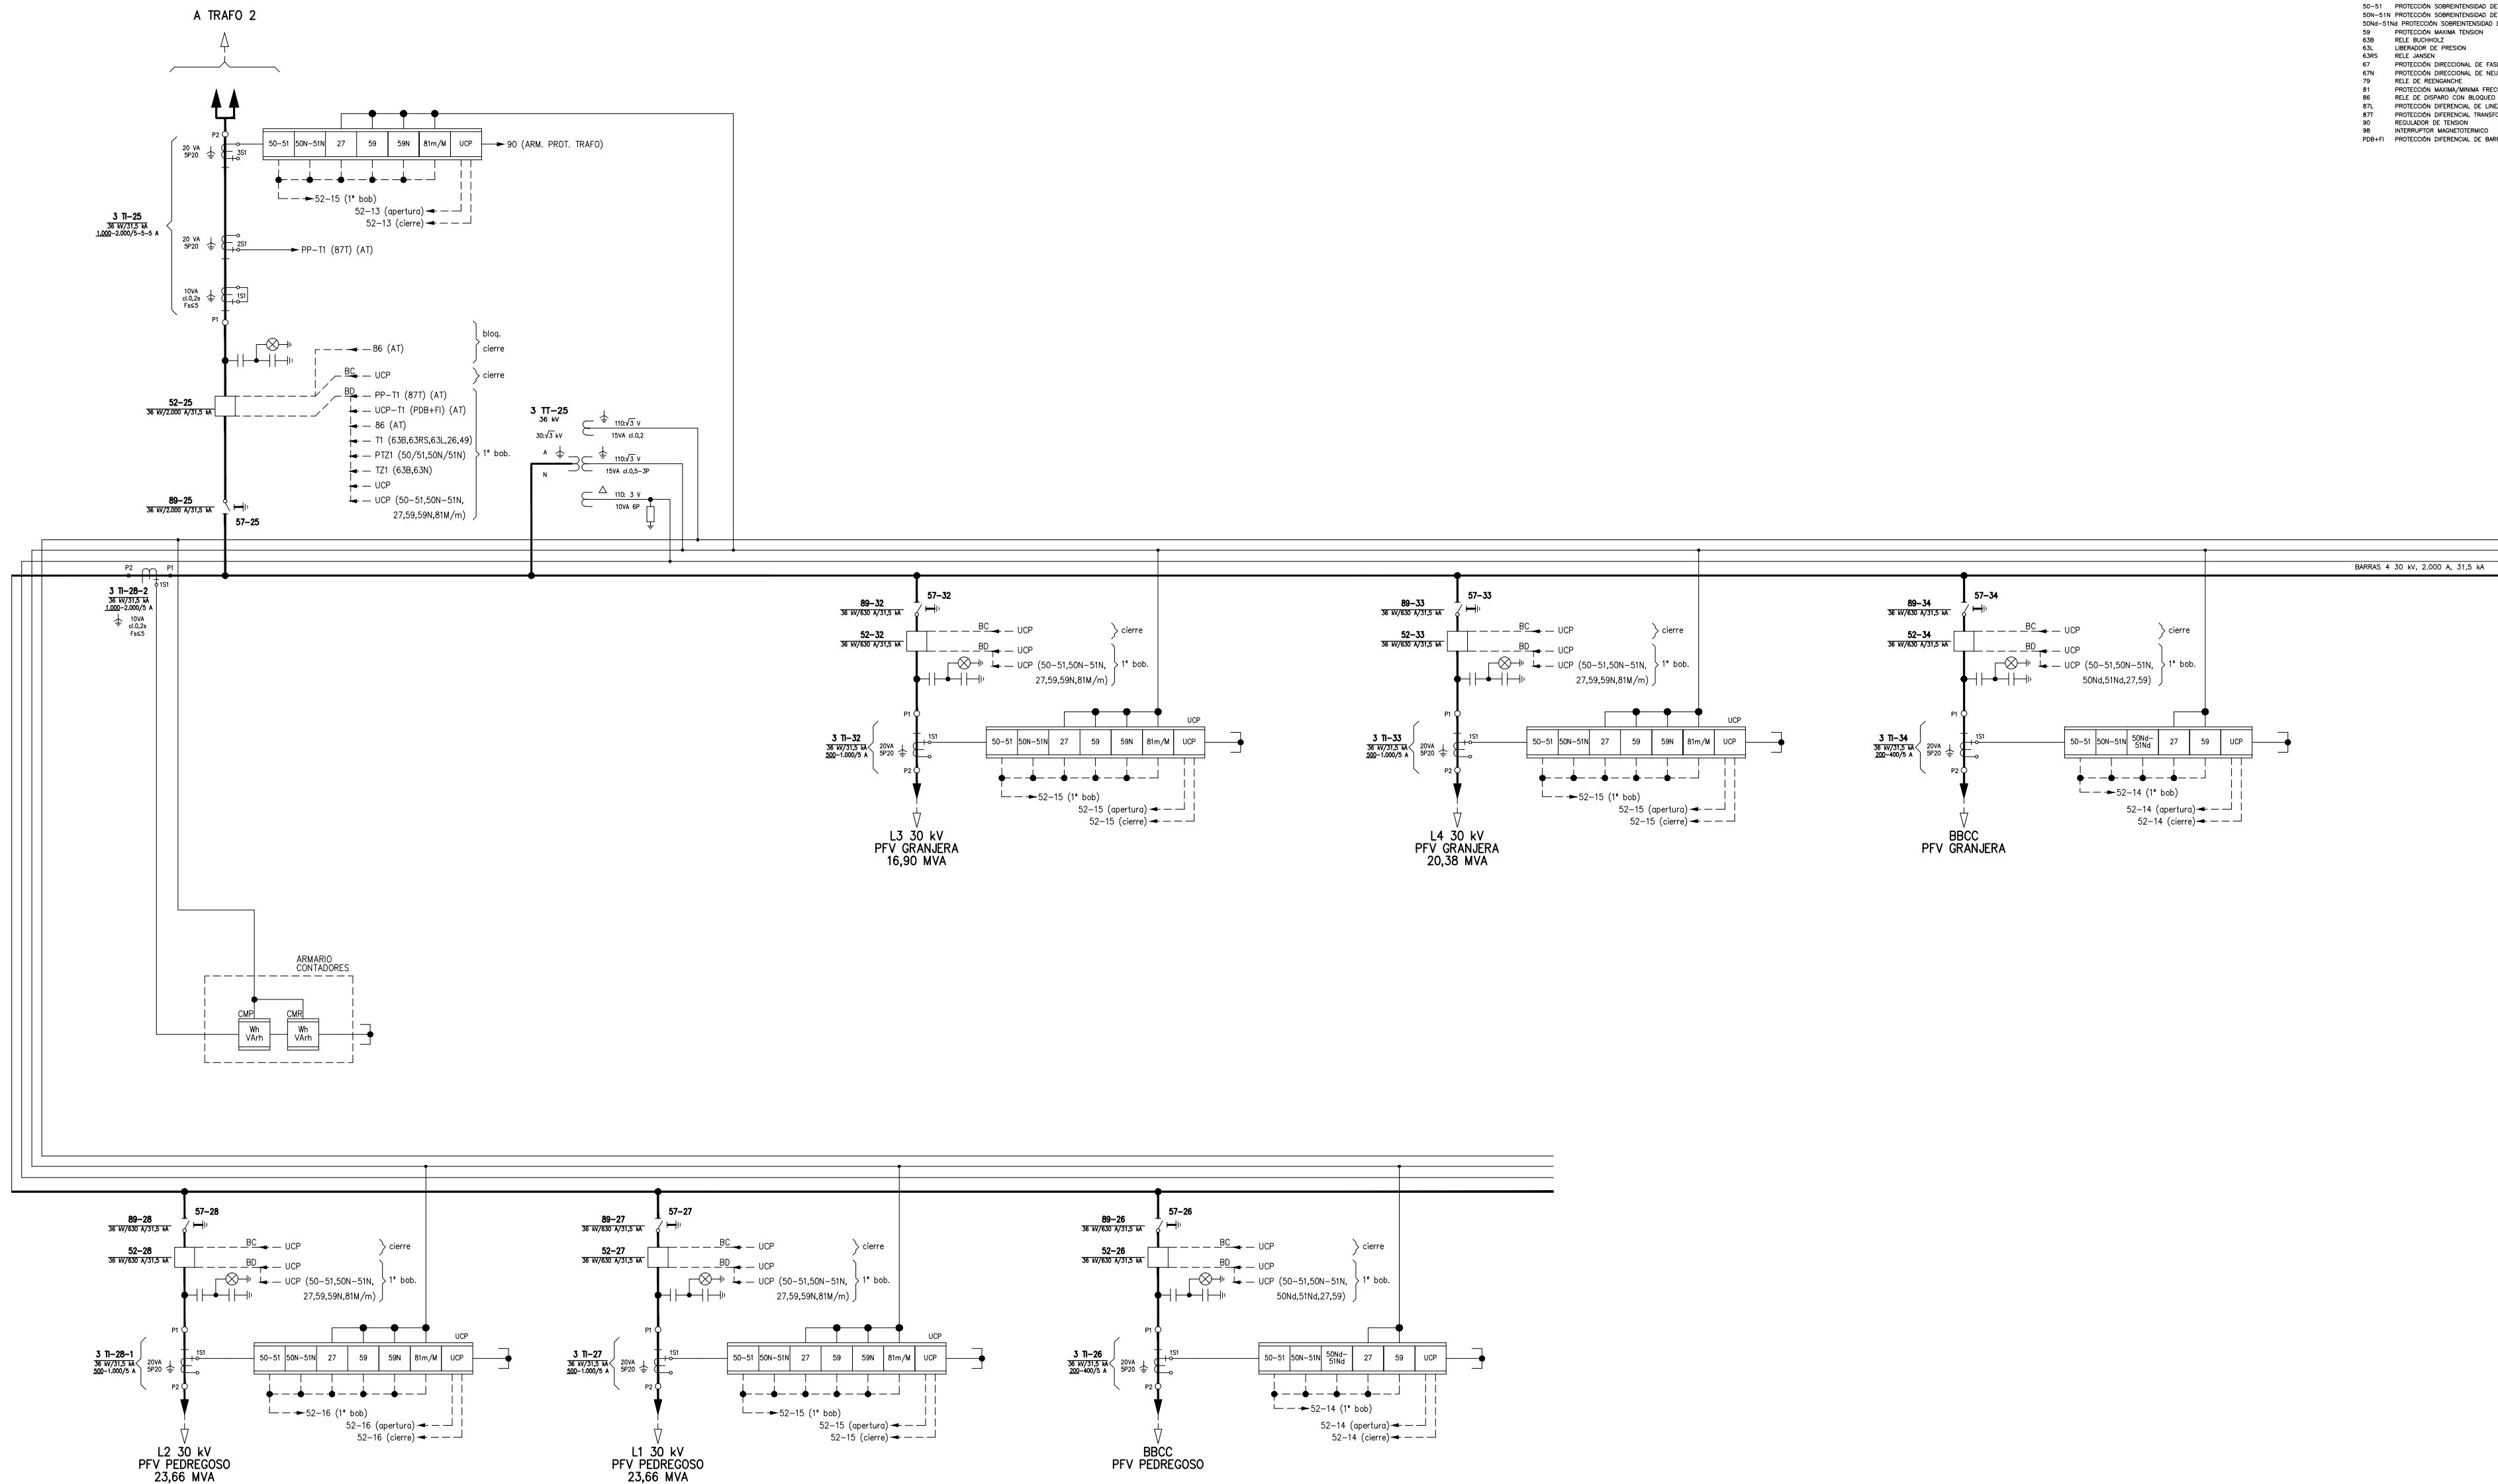 A TRAFO 2
50-51 PROTECCIÓN SOBREINTENSIDAD DE
50N-51N PROTECCIÓN SOBREINTENSIDAD DE
50Nd-51Nd PROTECCIÓN SOBREINTENSIDAD
59 PROTECCIÓN MAXIMA TENSION
63B RELE BUCHHOLZ
63L LIBERADOR DE PRESION
63RS RELE JANSEN
67 PROTECCIÓN DIRECCIONAL DE FAS
67N PROTECCIÓN DIRECCIONAL DE NEU
79 RELE DE REENGANCHE
81 PROTECCIÓN MAXIMA/MINIMA FREC
86 RELE DE DISPARO CON BLOQUEO
87L PROTECCIÓN DIFERENCIAL DE LINE
87T PROTECCIÓN DIFERENCIAL TRANSFO
90 REGULADOR DE TENSION
98 INTERRUPTOR MAGNETOTERMICO
PDB+FI PROTECCIÓN DIFERENCIAL DE BAR
P2
20 VA
5P20
3S1
50-51 50N-51N 27 59 59N 81m/M UCP
90 (ARM. PROT. TRAFO)
52-15 (1ª bob)
52-13 (apertura)
52-13 (cierre)
3 TI-25
36 kV/31,5 kA
1.000-2.000/5-5-5 A
20 VA
5P20
2S1
PP-T1 (87T) (AT)
10VA
cl.0,2s
Fs≤5
1S1
P1
86 (AT)
bloq.
cierre
BC
UCP
cierre
52-25
36 kV/2.000 A/31,5 kA
BD
PP-T1 (87T) (AT)
UCP-T1 (PDB+FI) (AT)
86 (AT)
T1 (63B,63RS,63L,26,49)
PTZ1 (50/51,50N/51N)
TZ1 (63B,63N)
UCP
UCP (50-51,50N-51N,
27,59,59N,81M/m)
1ª bob.
89-25
36 kV/2.000 A/31,5 kA
57-25
3 TT-25
36 kV
30:√3 kV
A
N
110:√3 V
15VA cl.0,2
110:√3 V
15VA cl.0,5-3P
110: 3 V
10VA 6P
BARRAS 4 30 kV, 2.000 A, 31,5 kA
P2
P1
1S1
3 TI-28-2
36 kV/31,5 kA
1.000-2.000/5 A
10VA
cl.0,2s
Fs≤5
89-32
36 kV/630 A/31,5 kA
57-32
52-32
36 kV/630 A/31,5 kA
BC
UCP
cierre
BD
UCP
UCP (50-51,50N-51N,
27,59,59N,81M/m)
1ª bob.
P1
3 TI-32
36 kV/31,5 kA
500-1.000/5 A
20VA
5P20
1S1
P2
UCP
50-51 50N-51N 27 59 59N 81m/M UCP
52-15 (1ª bob)
52-15 (apertura)
52-15 (cierre)
L3 30 kV
PFV GRANJERA
16,90 MVA
89-33
36 kV/630 A/31,5 kA
57-33
52-33
36 kV/630 A/31,5 kA
BC
UCP
cierre
BD
UCP
UCP (50-51,50N-51N,
27,59,59N,81M/m)
1ª bob.
P1
3 TI-33
36 kV/31,5 kA
500-1.000/5 A
20VA
5P20
1S1
P2
UCP
50-51 50N-51N 27 59 59N 81m/M UCP
52-15 (1ª bob)
52-15 (apertura)
52-15 (cierre)
L4 30 kV
PFV GRANJERA
20,38 MVA
89-34
36 kV/630 A/31,5 kA
57-34
52-34
36 kV/630 A/31,5 kA
BC
UCP
cierre
BD
UCP
UCP (50-51,50N-51N,
50Nd,51Nd,27,59)
1ª bob.
P1
3 TI-34
36 kV/31,5 kA
200-400/5 A
20VA
5P20
1S1
P2
50-51 50N-51N 50Nd-51Nd 27 59 UCP
52-14 (1ª bob)
52-14 (apertura)
52-14 (cierre)
BBCC
PFV GRANJERA
ARMARIO
CONTADORES
CMP
CMR
Wh
VArh
Wh
VArh
89-28
36 kV/630 A/31,5 kA
57-28
52-28
36 kV/630 A/31,5 kA
BC
UCP
cierre
BD
UCP
UCP (50-51,50N-51N,
27,59,59N,81M/m)
1ª bob.
P1
3 TI-28-1
36 kV/31,5 kA
500-1.000/5 A
20VA
5P20
1S1
P2
UCP
50-51 50N-51N 27 59 59N 81m/M UCP
52-16 (1ª bob)
52-16 (apertura)
52-16 (cierre)
L2 30 kV
PFV PEDREGOSO
23,66 MVA
89-27
36 kV/630 A/31,5 kA
57-27
52-27
36 kV/630 A/31,5 kA
BC
UCP
cierre
BD
UCP
UCP (50-51,50N-51N,
27,59,59N,81M/m)
1ª bob.
P1
3 TI-27
36 kV/31,5 kA
500-1.000/5 A
20VA
5P20
1S1
P2
UCP
50-51 50N-51N 27 59 59N 81m/M UCP
52-15 (1ª bob)
52-15 (apertura)
52-15 (cierre)
L1 30 kV
PFV PEDREGOSO
23,66 MVA
89-26
36 kV/630 A/31,5 kA
57-26
52-26
36 kV/630 A/31,5 kA
BC
UCP
cierre
BD
UCP
UCP (50-51,50N-51N,
50Nd,51Nd,27,59)
1ª bob.
P1
3 TI-26
36 kV/31,5 kA
200-400/5 A
20VA
5P20
1S1
P2
50-51 50N-51N 50Nd-51Nd 27 59 UCP
52-14 (1ª bob)
52-14 (apertura)
52-14 (cierre)
BBCC
PFV PEDREGOSO